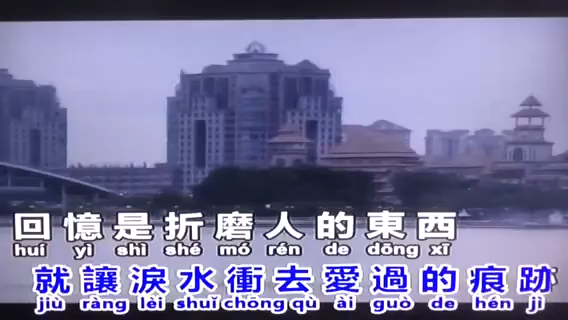 回憶是折磨人的東西
huí yì shì shé mó rén de dōng xī
就讓淚水衝去愛過的痕跡
jiù ràng lèi shuǐ chōng qù ài guò de hén jì